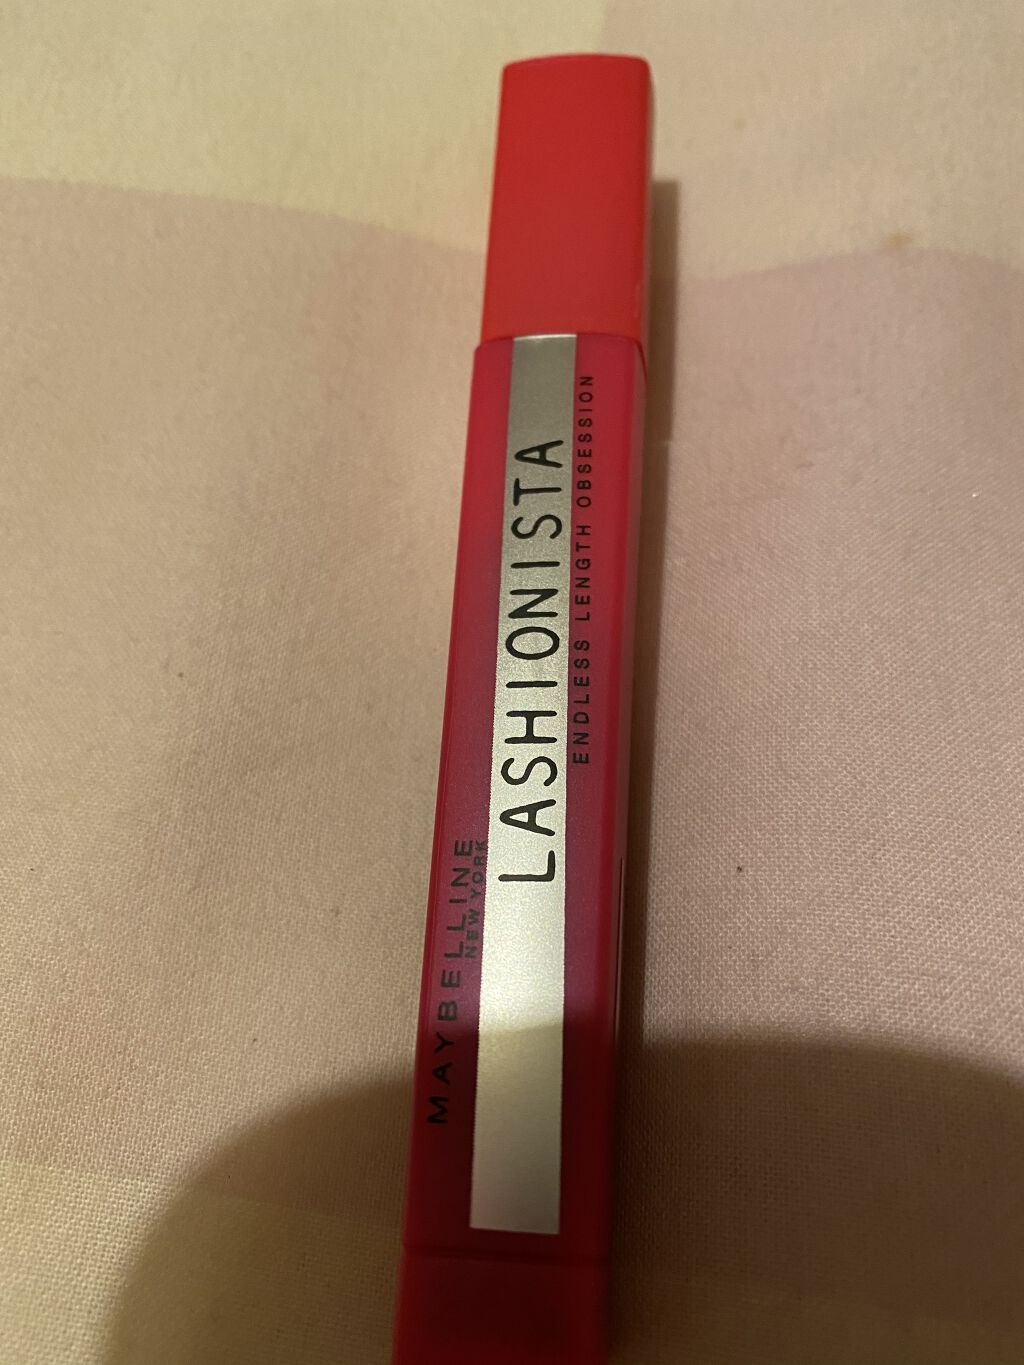 MAYBELLINE
NEW YORK
LASHIONISTA
ENDLESS LENGTH OBSESSION